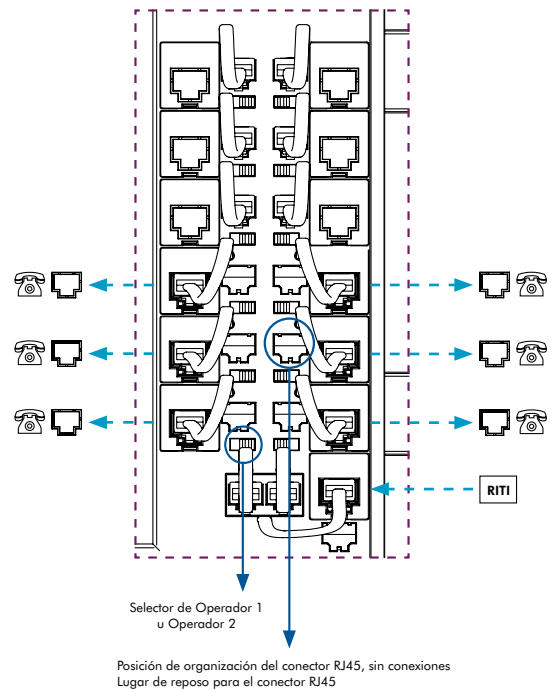 RITI
Selector de Operador 1
u Operador 2
Posición de organización del conector RJ45, sin conexiones
Lugar de reposo para el conector RJ45